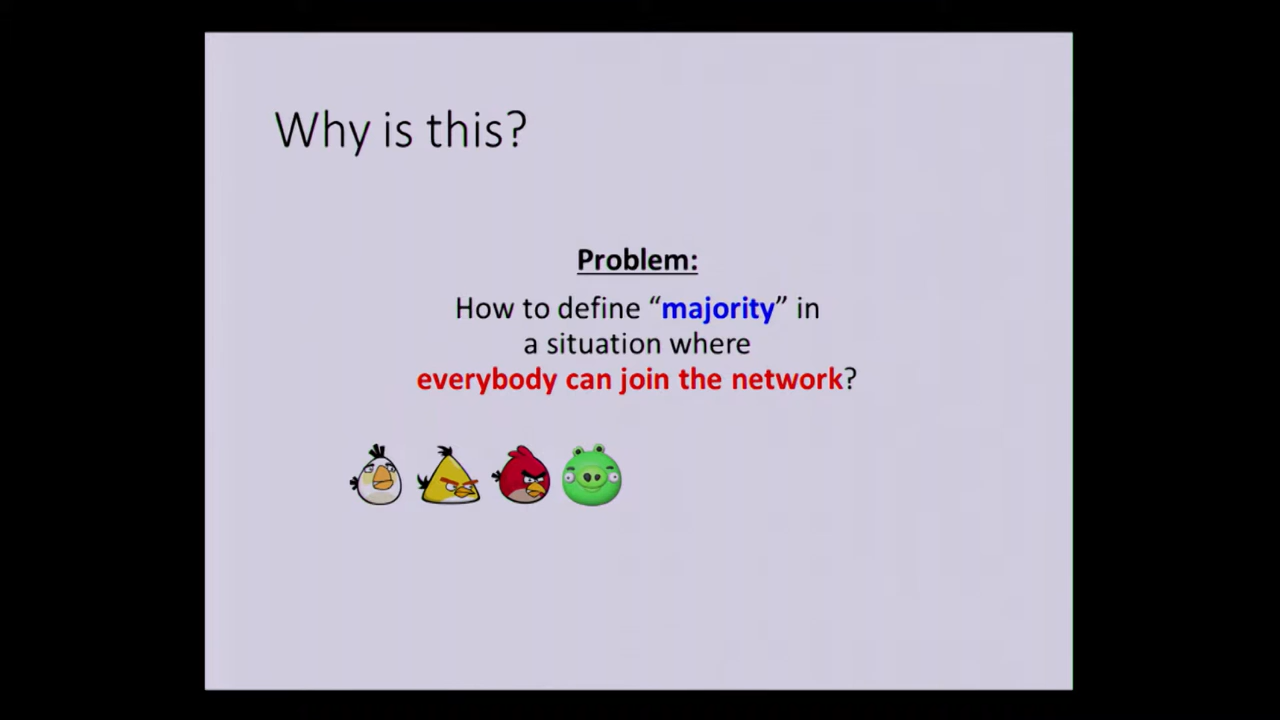 Why is this?
Problem:
How to define “majority” in
a situation where
everybody can join the network?